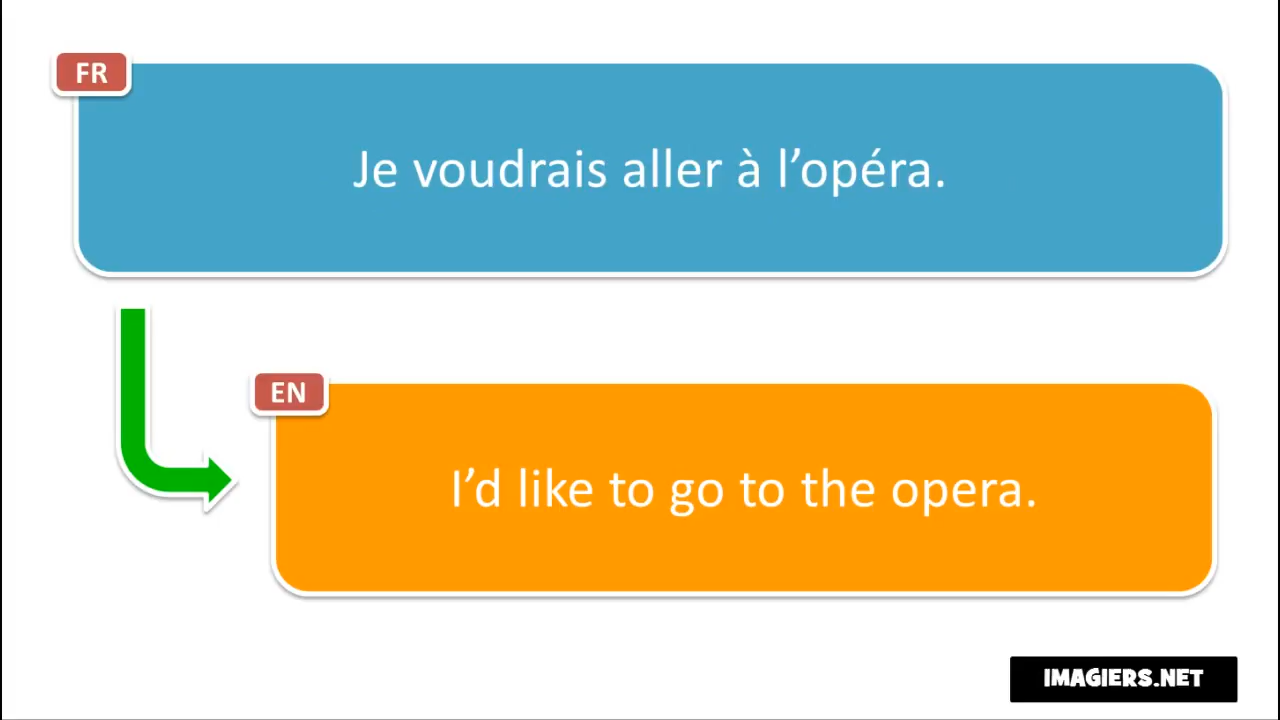 FR
Je voudrais aller à l’opéra.
EN
I’d like to go to the opera.
IMAGIERS.NET